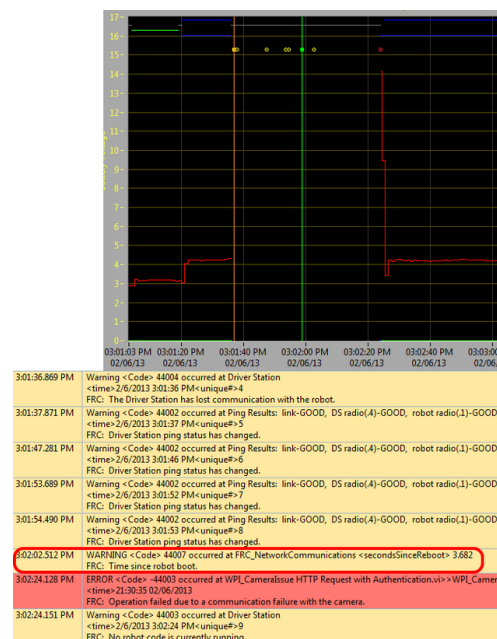 17
16
15
14
13
12
11
10
9
8
7
6
5
4
3
2
1
0
03:01:03 PM 03:01:20 PM 03:01:40 PM 03:02:00 PM 03:02:20 PM 03:02:40 PM 03:03:00
02/06/13 02/06/13 02/06/13 02/06/13 02/06/13 02/06/13 02/06
3:01:36.869 PM Warning <Code> 44004 occurred at Driver Station
<time>2/6/2013 3:01:36 PM<unique#>4
FRC: The Driver Station has lost communication with the robot.
3:01:37.871 PM Warning <Code> 44002 occurred at Ping Results: link-GOOD, DS radio(.4)-GOOD, robot radio(.1)-GOOD
<time>2/6/2013 3:01:37 PM<unique#>5
FRC: Driver Station ping status has changed.
3:01:47.281 PM Warning <Code> 44002 occurred at Ping Results: link-GOOD, DS radio(.4)-GOOD, robot radio(.1)-GOOD
<time>2/6/2013 3:01:46 PM<unique#>6
FRC: Driver Station ping status has changed.
3:01:53.689 PM Warning <Code> 44002 occurred at Ping Results: link-GOOD, DS radio(.4)-GOOD, robot radio(.1)-GOOD
<time>2/6/2013 3:01:52 PM<unique#>7
FRC: Driver Station ping status has changed.
3:01:54.490 PM Warning <Code> 44002 occurred at Ping Results: link-GOOD, DS radio(.4)-GOOD, robot radio(.1)-GOOD
<time>2/6/2013 3:01:53 PM<unique#>8
FRC: Driver Station ping status has changed.
3:02:02.512 PM WARNING <Code> 44007 occurred at FRC_NetworkCommunications <secondsSinceReboot> 3.682
FRC: Time since robot boot.
3:02:24.128 PM ERROR <Code> -44003 occurred at WPI_CameraIssue HTTP Request with Authentication.vi>>WPI_Camer
<time>21:30:35 02/06/2013
FRC: Operation failed due to a communication failure with the camera.
3:02:24.151 PM Warning <Code> 44003 occurred at Driver Station
<time>2/6/2013 3:02:24 PM<unique#>9
FRC: No robot code is currently running.